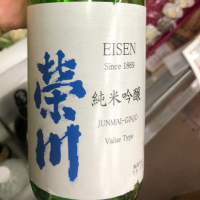 EISEN
Since 1869
榮川
純米吟醸
JUNMAI-GINJO
Value Type